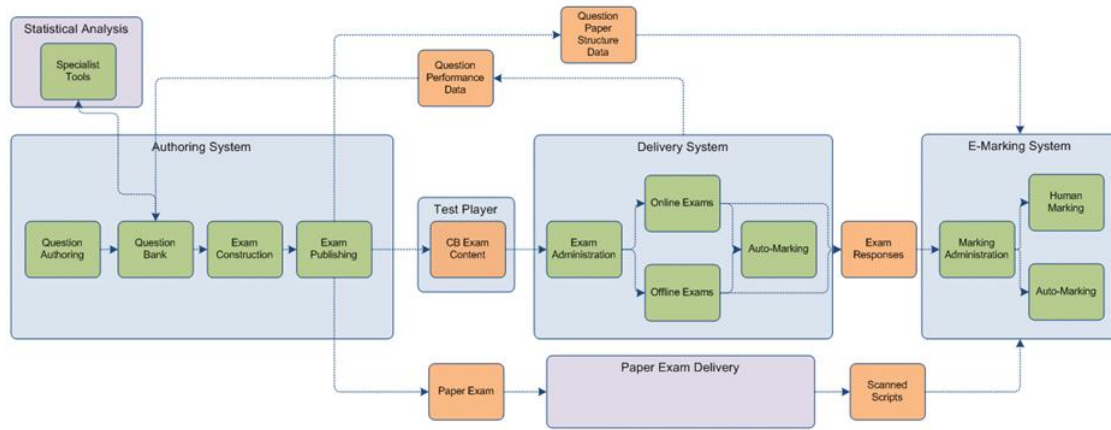 Statistical Analysis
Specialist
Tools
Question
Performance
Data
Question
Paper
Structure
Data
Authoring System
Question
Authoring
Question
Bank
Exam
Construction
Exam
Publishing
Test Player
CB Exam
Content
Delivery System
Exam
Administration
Online Exams
Offline Exams
Auto-Marking
Exam
Responses
E-Marking System
Marking
Administration
Human
Marking
Auto-Marking
Paper Exam
Paper Exam Delivery
Scanned
Scripts